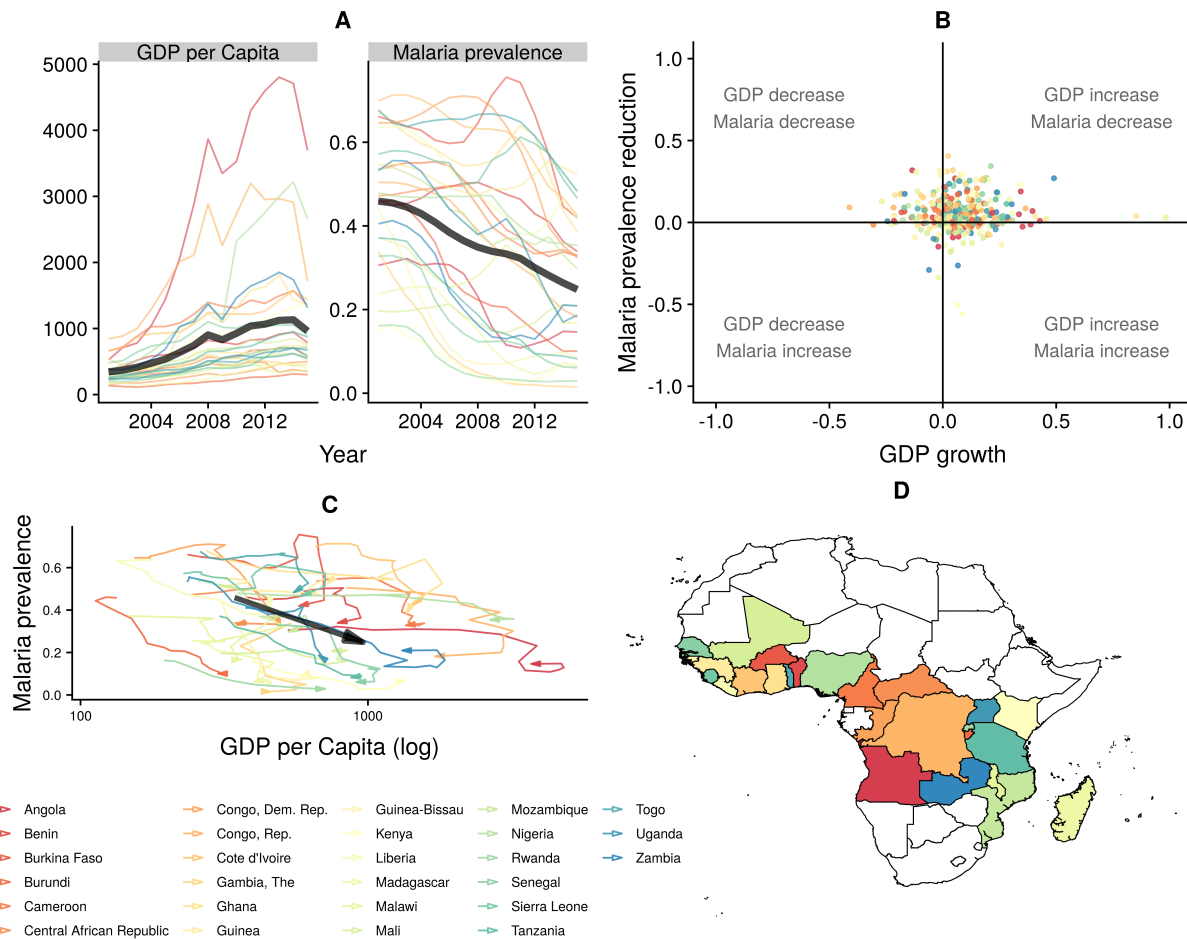 A
GDP per Capita
Malaria prevalence
5000
4000
3000
2000
1000
0
0.6
0.4
0.2
0.0
2004 2008 2012
2004 2008 2012
Year
B
Malaria prevalence reduction
1.0
0.5
0.0
-0.5
-1.0
GDP decrease
Malaria decrease
GDP increase
Malaria decrease
GDP decrease
Malaria increase
GDP increase
Malaria increase
-1.0 -0.5 0.0 0.5 1.0
GDP growth
C
Malaria prevalence
0.6
0.4
0.2
0.0
100 1000
GDP per Capita (log)
D
Angola
Benin
Burkina Faso
Burundi
Cameroon
Central African Republic
Congo, Dem. Rep.
Congo, Rep.
Cote d'Ivoire
Gambia, The
Ghana
Guinea
Guinea-Bissau
Kenya
Liberia
Madagascar
Malawi
Mali
Mozambique
Nigeria
Rwanda
Senegal
Sierra Leone
Tanzania
Togo
Uganda
Zambia